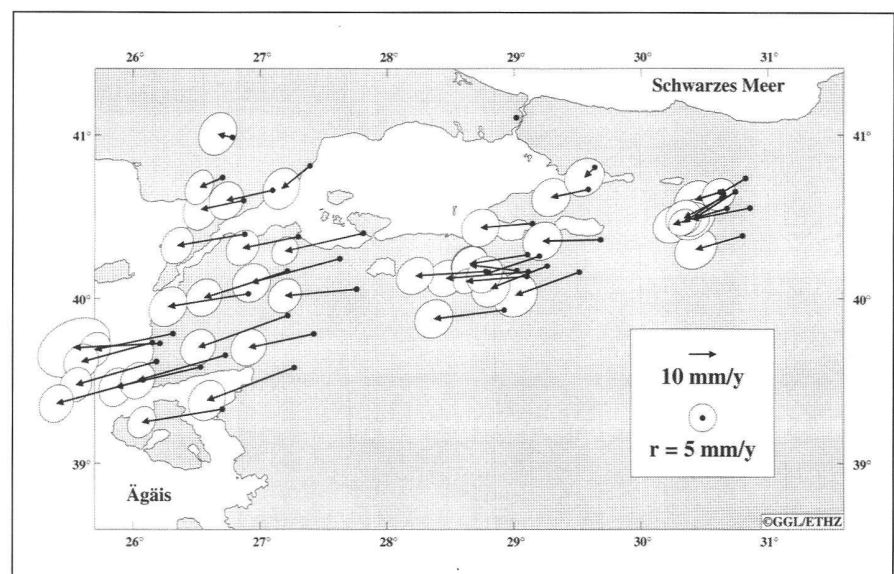 26° 27° 28° 29° 30° 31°
Schwarzes Meer
41° 41°
40° 40°
10 mm/y
r = 5 mm/y
39° 39°
Ägäis
©GGL/ETHZ
26° 27° 28° 29° 30° 31°